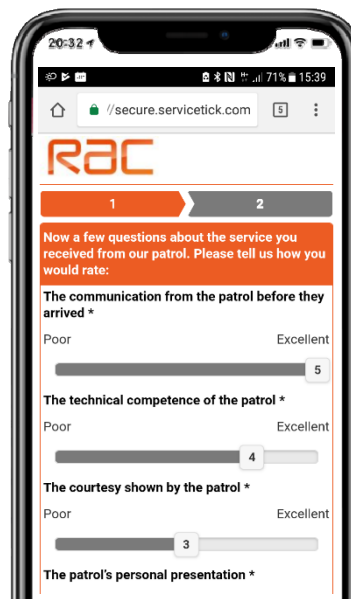 20:32
71% 15:39
//secure.servicetick.com 5
RAC
1 2
Now a few questions about the service you
received from our patrol. Please tell us how you
would rate:
The communication from the patrol before they
arrived *
Poor Excellent
5
The technical competence of the patrol *
Poor Excellent
4
The courtesy shown by the patrol *
Poor Excellent
3
The patrol's personal presentation *